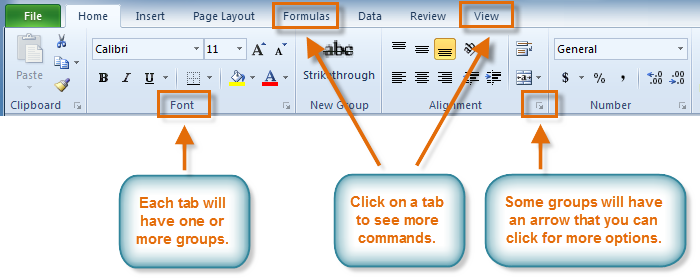 File Home Insert Page Layout Formulas Data Review View
Calibri 11 A A abc ab General
Paste B I U A Strikethrough a $ % , .0 .00 .00 .0
Clipboard Font New Group Alignment Number
Each tab will
have one or
more groups.
Click on a tab
to see more
commands.
Some groups will have
an arrow that you can
click for more options.